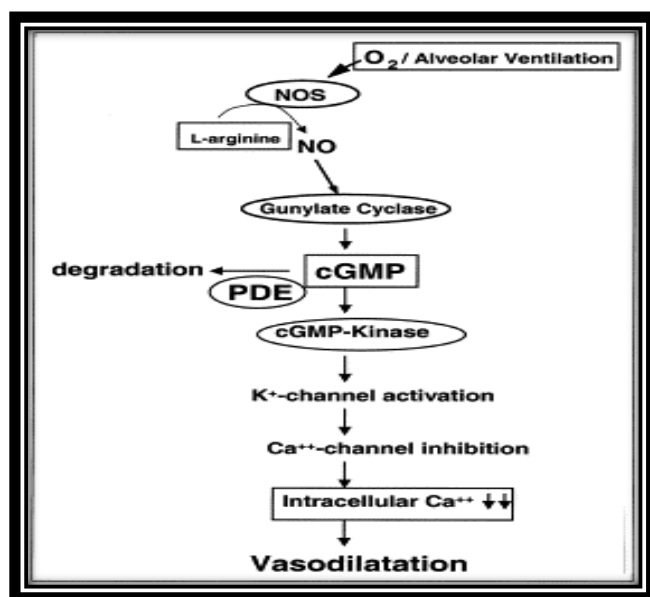 O₂ / Alveolar Ventilation
NOS
L-arginine
NO
Gunylate Cyclase
degradation
cGMP
PDE
cGMP-Kinase
K⁺-channel activation
Ca⁺⁺-channel inhibition
Intracellular Ca⁺⁺ ↓↓
Vasodilatation